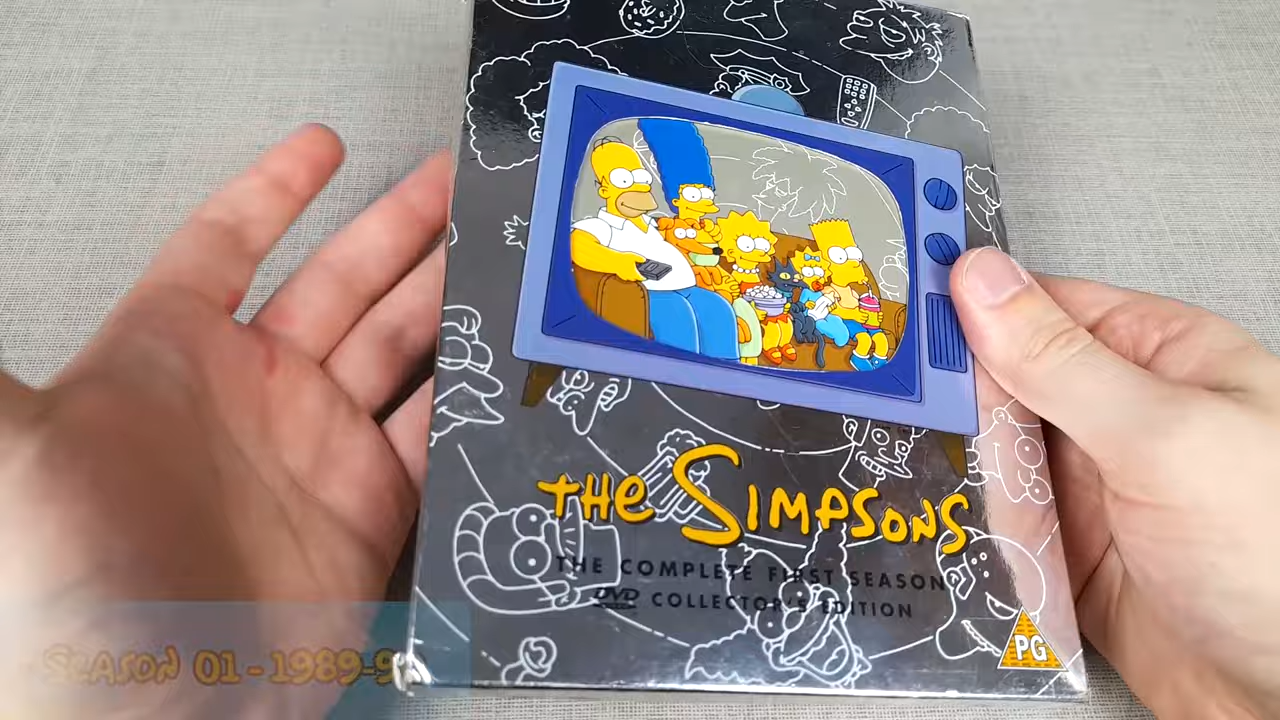 THE SIMPSONS
THE COMPLETE FIRST SEASON
DVD COLLECTOR'S EDITION
PG
SEASON 01-1989-9